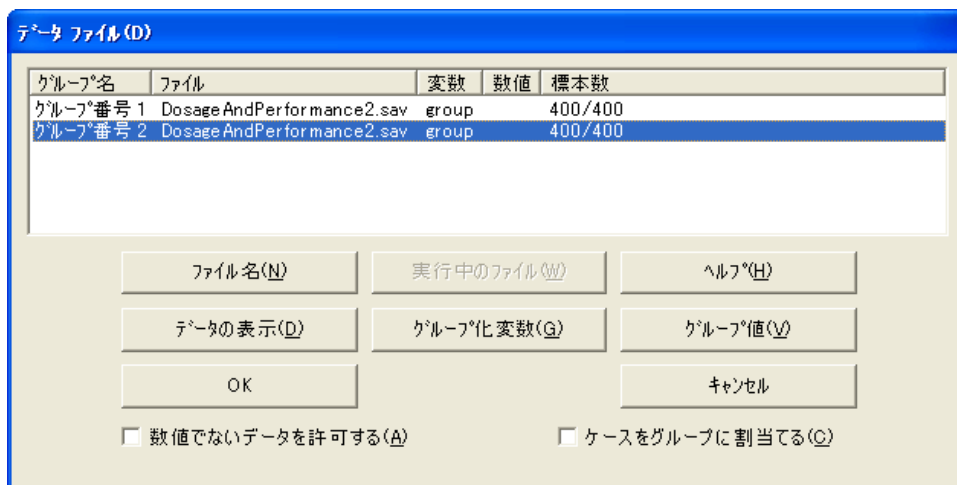 データ ファイル(D)
グループ名 ファイル 変数 数値 標本数
グループ番号 1 DosageAndPerformance2.sav group 400/400
グループ番号 2 DosageAndPerformance2.sav group 400/400
ファイル名(N) 実行中のファイル(W) ヘルプ(H)
データの表示(D) グループ化変数(G) グループ値(V)
OK キャンセル
数値でないデータを許可する(A) ケースをグループに割当てる(C)